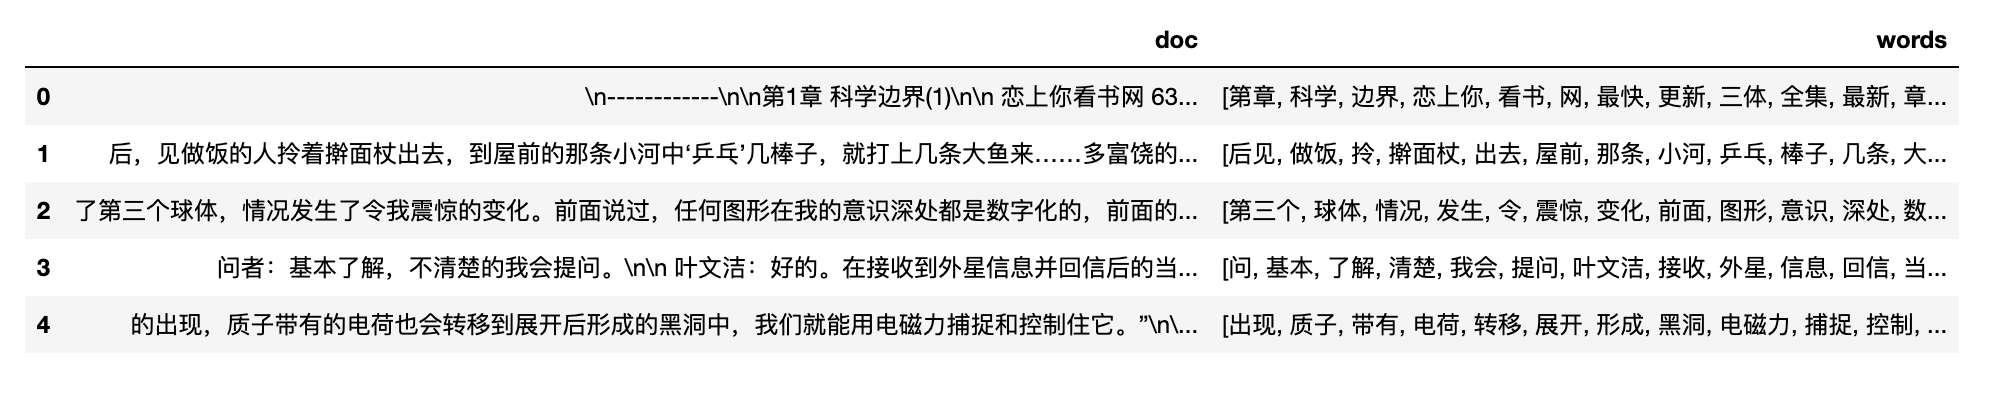 doc words
0 \n------------\n\n第1章 科学边界(1)\n\n 恋上你看书网 63... [第章, 科学, 边界, 恋上你, 看书, 网, 最快, 更新, 三体, 全集, 最新, 章...
1 后，见做饭的人拎着擀面杖出去，到屋前的那条小河中‘乒乓’几棒子，就打上几条大鱼来……多富饶的... [后见, 做饭, 拎, 擀面杖, 出去, 屋前, 那条, 小河, 乒乓, 棒子, 几条, 大...
2 了第三个球体，情况发生了令我震惊的变化。前面说过，任何图形在我的意识深处都是数字化的，前面的... [第三个, 球体, 情况, 发生, 令, 震惊, 变化, 前面, 图形, 意识, 深处, 数...
3 问者：基本了解，不清楚的我会提问。\n\n 叶文洁：好的。在接收到外星信息并回信后的当... [问, 基本, 了解, 清楚, 我会, 提问, 叶文洁, 接收, 外星, 信息, 回信, 当...
4 的出现，质子带有的电荷也会转移到展开后形成的黑洞中，我们就能用电磁力捕捉和控制住它。”\n\... [出现, 质子, 带有, 电荷, 转移, 展开, 形成, 黑洞, 电磁力, 捕捉, 控制, ...